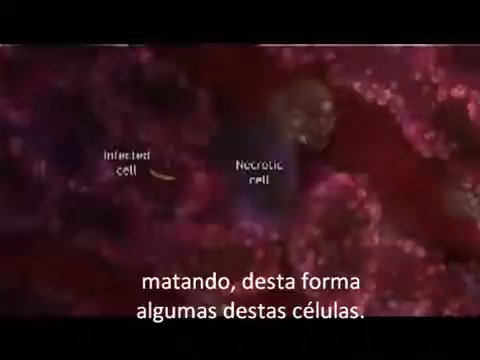 Infected
cell
Necrotic
cell
matando, desta forma
algumas destas células.